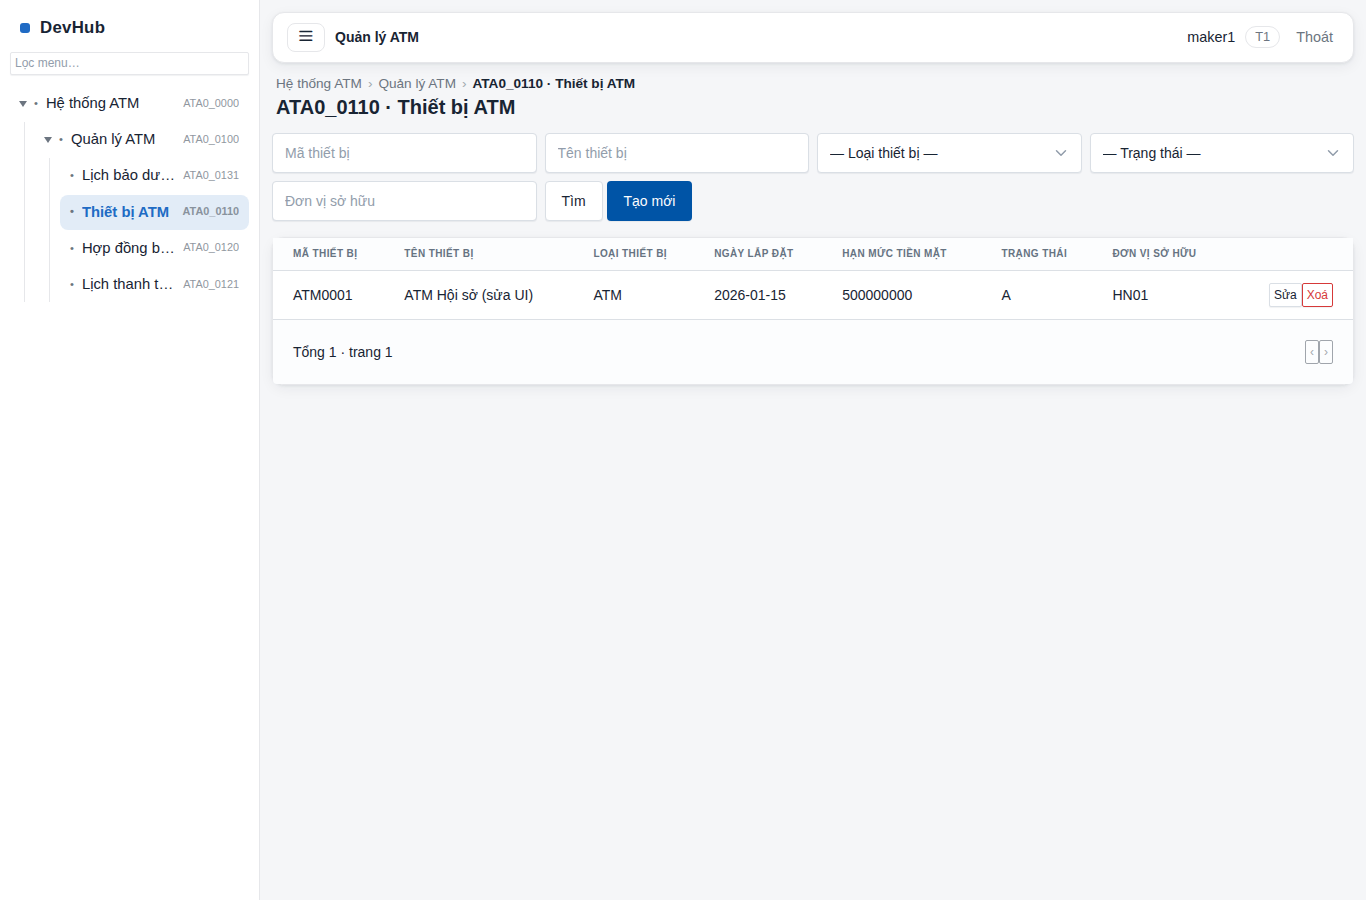 DevHub
Lọc menu…
Hệ thống ATM ATA0_0000
Quản lý ATM ATA0_0100
Lịch bảo dư… ATA0_0131
Thiết bị ATM ATA0_0110
Hợp đồng b… ATA0_0120
Lịch thanh t… ATA0_0121
Quản lý ATM maker1 T1 Thoát
Hệ thống ATM › Quản lý ATM › ATA0_0110 · Thiết bị ATM
ATA0_0110 · Thiết bị ATM
Mã thiết bị Tên thiết bị — Loại thiết bị — — Trạng thái —
Đơn vị sở hữu Tìm Tạo mới
MÃ THIẾT BỊ TÊN THIẾT BỊ LOẠI THIẾT BỊ NGÀY LẮP ĐẶT HẠN MỨC TIỀN MẶT TRẠNG THÁI ĐƠN VỊ SỞ HỮU
ATM0001 ATM Hội sở (sửa UI) ATM 2026-01-15 500000000 A HN01 Sửa Xoá
Tổng 1 · trang 1 ‹ ›